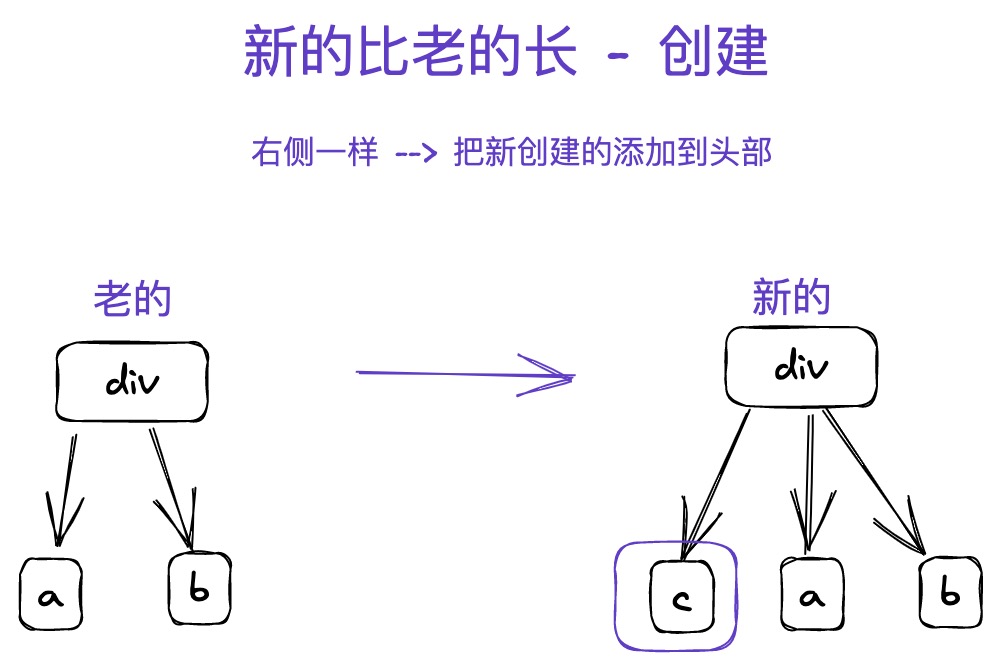 新的比老的长 - 创建
右侧一样 --> 把新创建的添加到头部
老的
新的
div
div
a
b
c
a
b